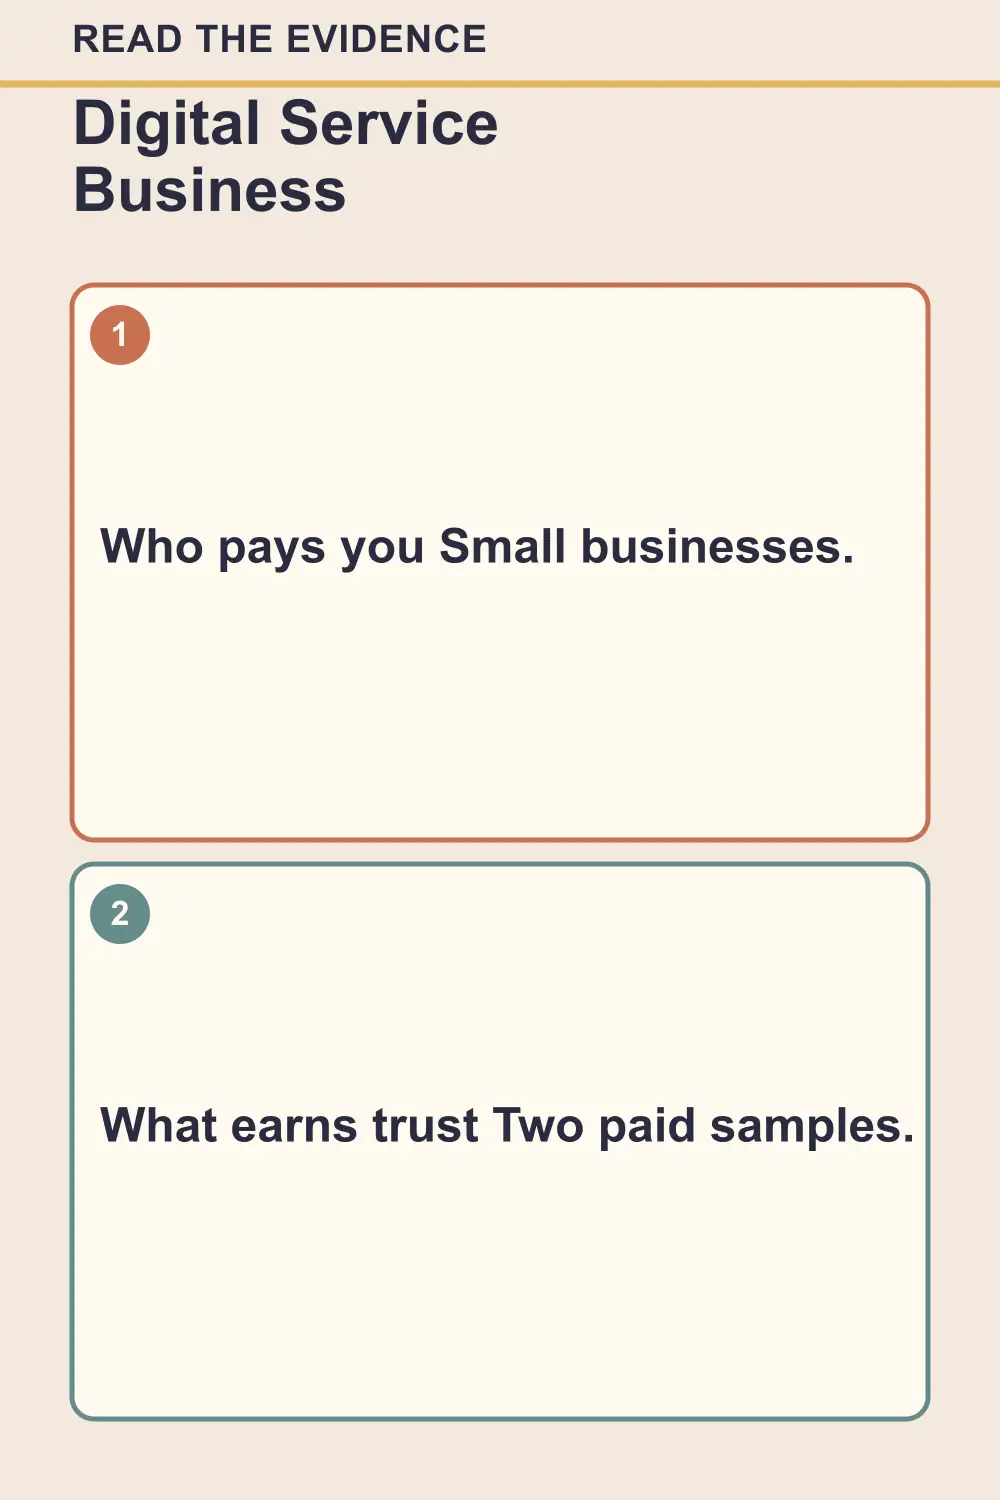 READ THE EVIDENCE
Digital Service
Business
1
Who pays you Small businesses.
2
What earns trust Two paid samples.